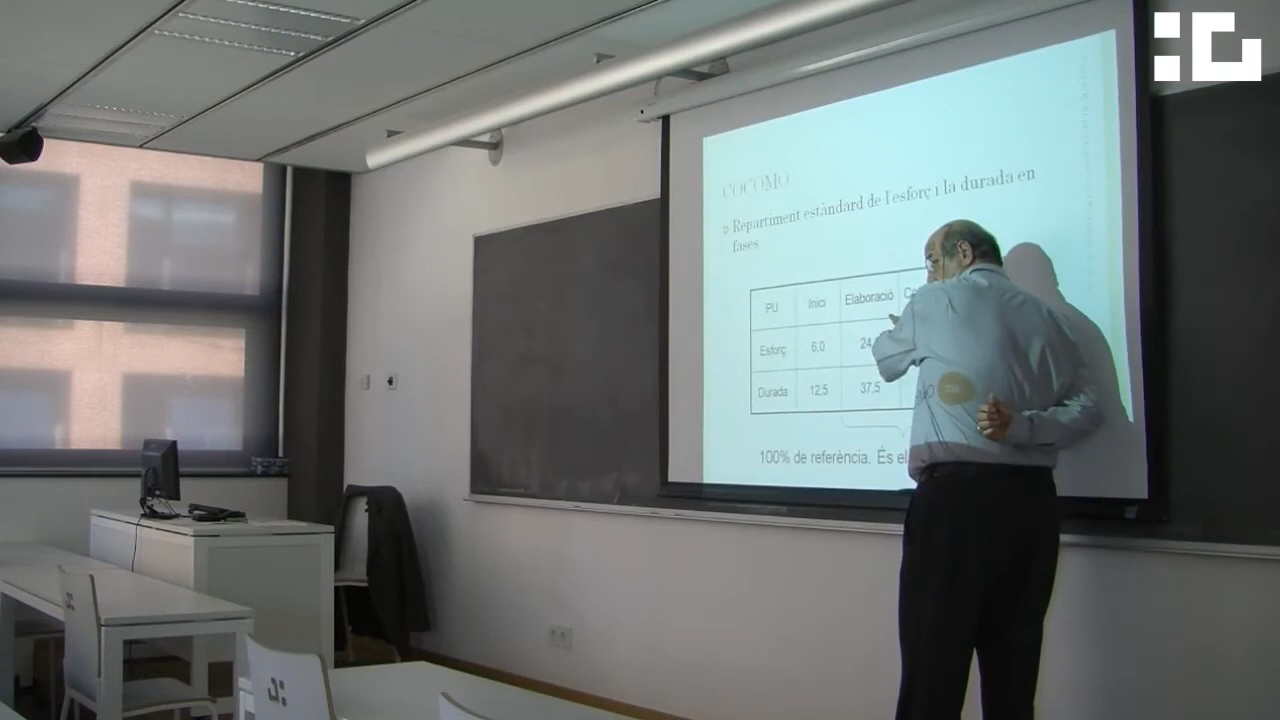 COCOMO
Repartiment estàndard de l'esforç i la durada en
fases
PU Inici Elaboració
Esforç 6,0
Durada 12,5 37,5
100% de referència. És el